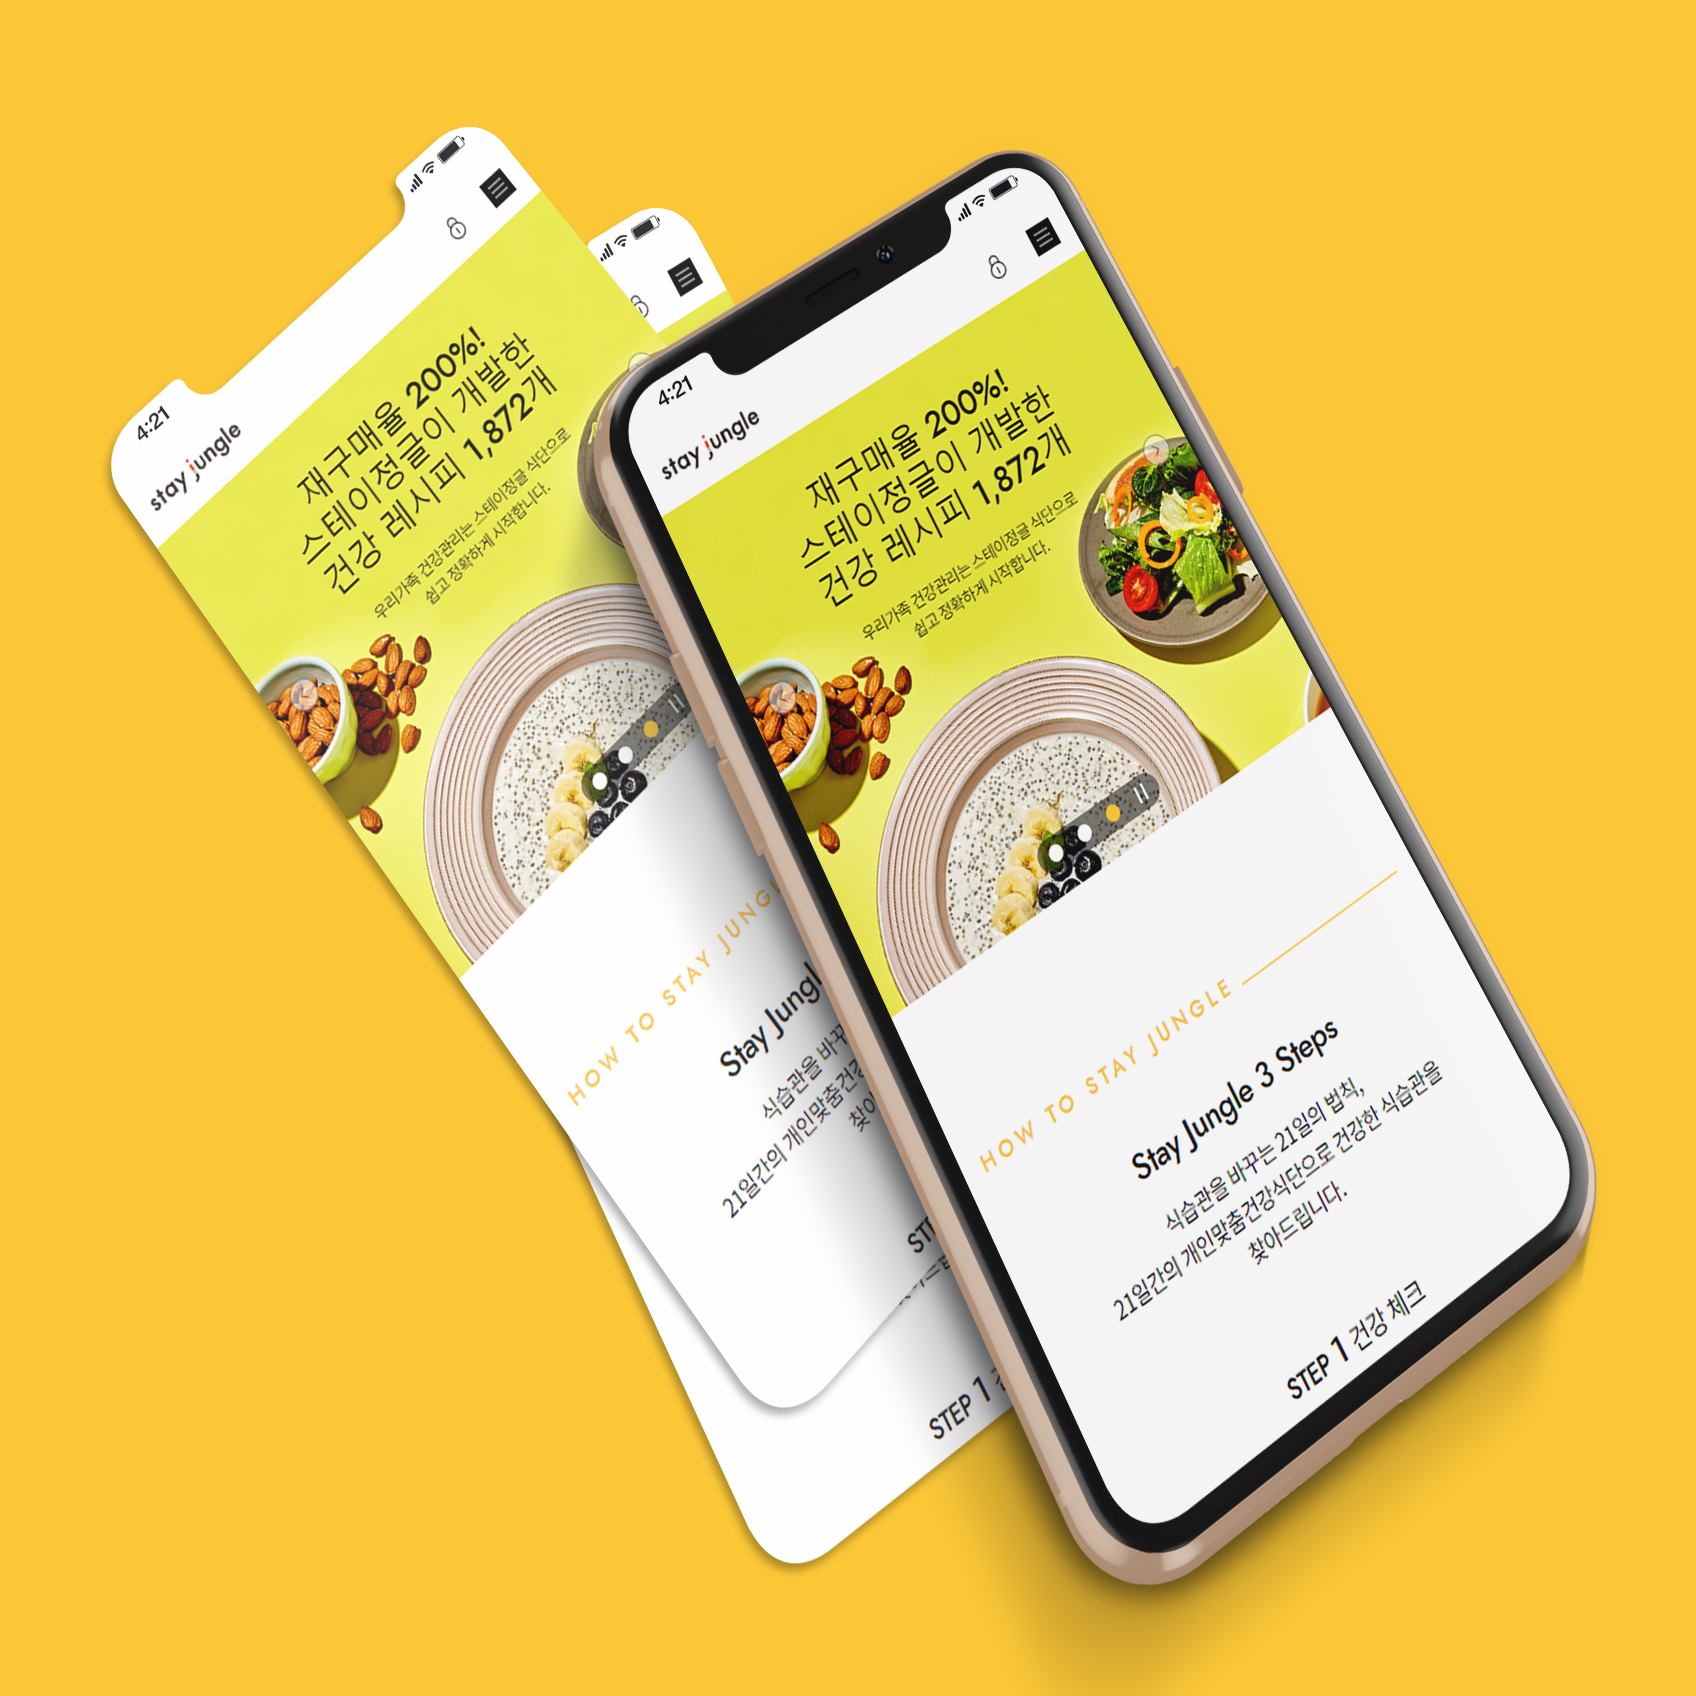 4:21
stay jungle
재구매율 200%!
스테이정글이 개발한
건강 레시피 1,872개
우리가족 건강관리는 스테이정글 식단으로
쉽고 정확하게 시작합니다.
HOW TO STAY JUNG
Stay Jungl
식습관을 바꾸
21일간의 개인맞춤건강
찾아
STE
STEP 1
4:21
stay jungle
재구매율 200%!
스테이정글이 개발한
건강 레시피 1,872개
우리가족 건강관리는 스테이정글 식단으로
쉽고 정확하게 시작합니다.
HOW TO STAY JUNGLE
Stay Jungle 3 Steps
식습관을 바꾸는 21일의 법칙,
21일간의 개인맞춤건강식단으로 건강한 식습관을
찾아드립니다.
STEP 1 건강 체크